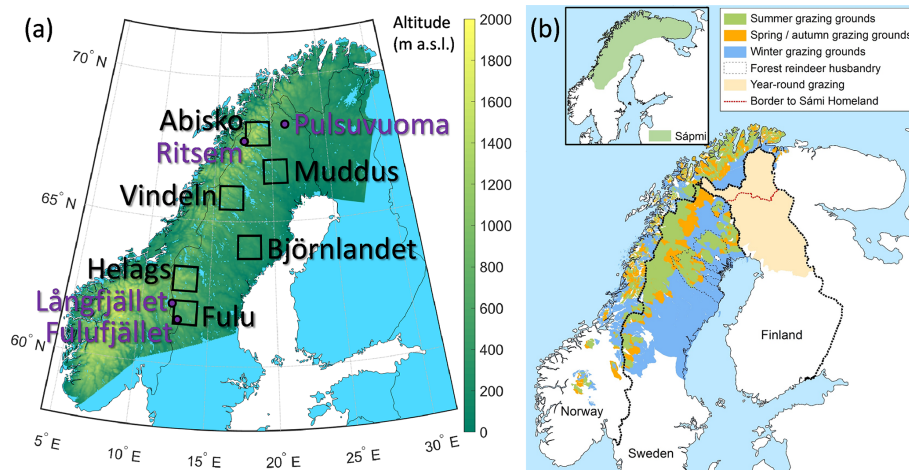 (a)
Altitude
(m a.s.l.)
70° N
65° N
60° N
5° E
10° E
15° E
20° E
25° E
30° E
Abisko
Pulsuvuoma
Ritsem
Muddus
Vindeln
Björnlandet
Helags
Långfjället
Fulu
Fulufjället
2000
1800
1600
1400
1200
1000
800
600
400
200
0
(b)
Sápmi
Summer grazing grounds
Spring / autumn grazing grounds
Winter grazing grounds
Forest reindeer husbandry
Year-round grazing
Border to Sámi Homeland
Finland
Norway
Sweden